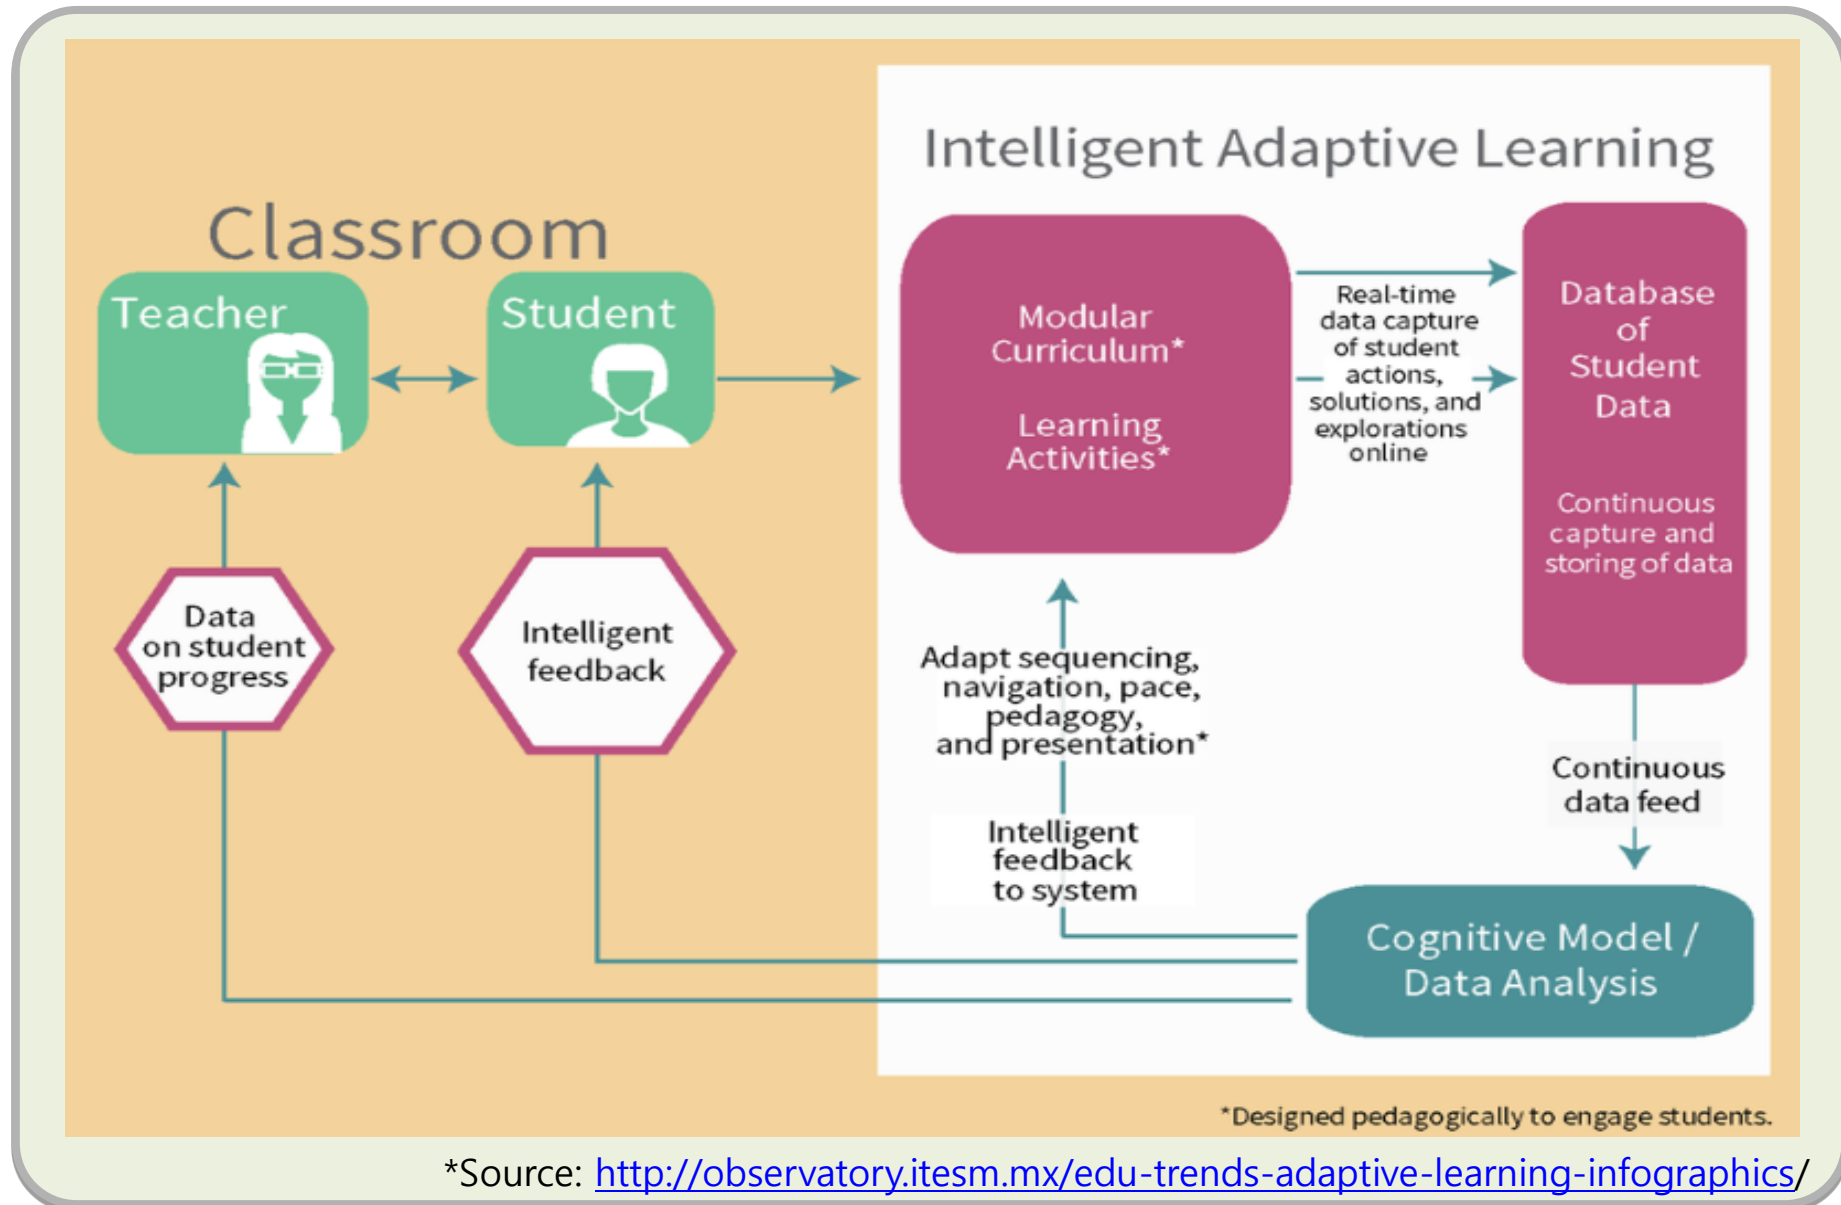 Intelligent Adaptive Learning
Classroom
Teacher
Student
Modular
Curriculum*
Learning
Activities*
Real-time
data capture
of student
actions,
solutions, and
explorations
online
Database
of
Student
Data
Continuous
capture and
storing of data
Data
on student
progress
Intelligent
feedback
Adapt sequencing,
navigation, pace,
pedagogy,
and presentation*
Intelligent
feedback
to system
Continuous
data feed
Cognitive Model /
Data Analysis
*Designed pedagogically to engage students.
*Source: http://observatory.itesm.mx/edu-trends-adaptive-learning-infographics/